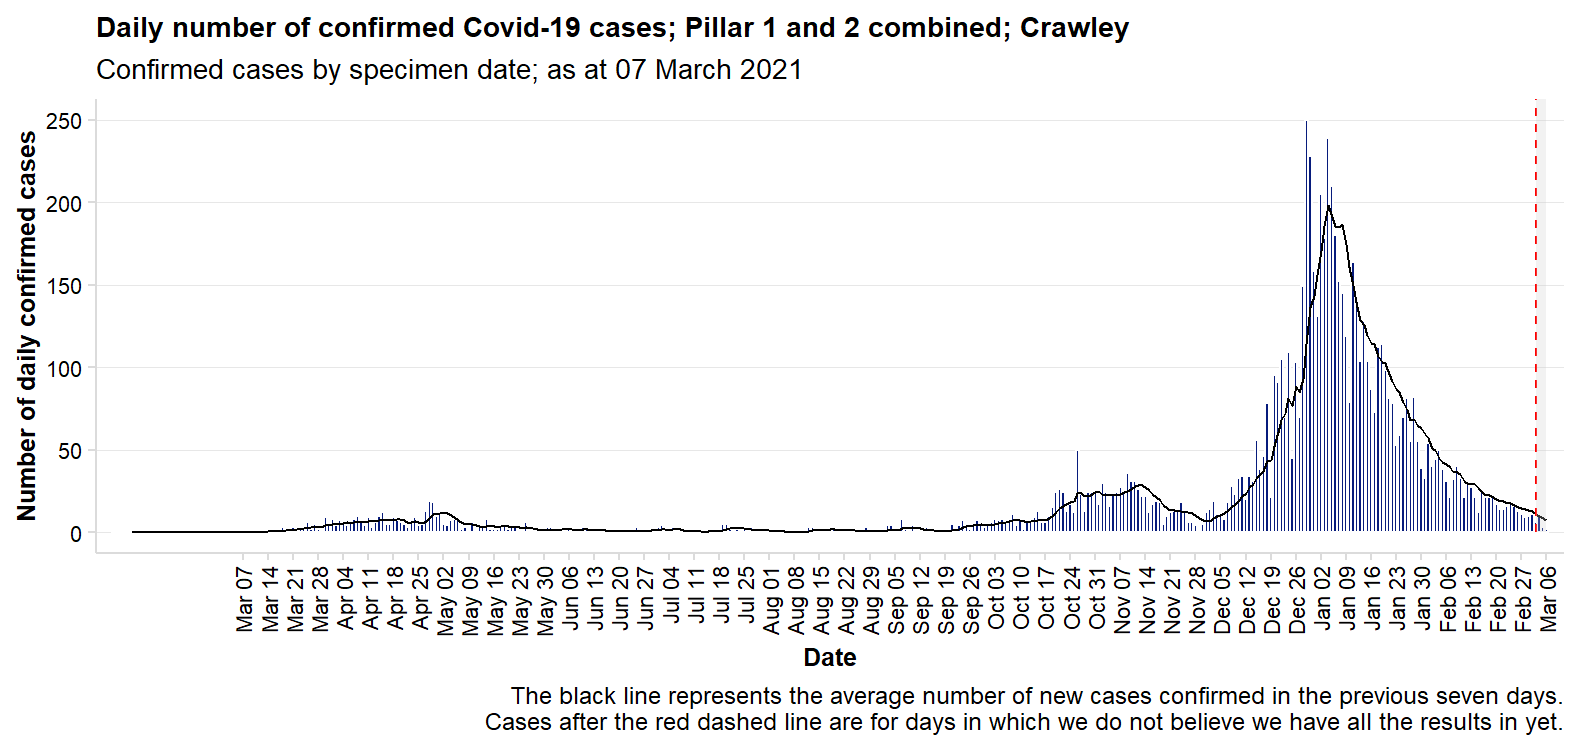 Daily number of confirmed Covid-19 cases; Pillar 1 and 2 combined; Crawley
Confirmed cases by specimen date; as at 07 March 2021
Number of daily confirmed cases
250
200
150
100
50
0
Mar 07
Mar 14
Mar 21
Mar 28
Apr 04
Apr 11
Apr 18
Apr 25
May 02
May 09
May 16
May 23
May 30
Jun 06
Jun 13
Jun 20
Jun 27
Jul 04
Jul 11
Jul 18
Jul 25
Aug 01
Aug 08
Aug 15
Aug 22
Aug 29
Sep 05
Sep 12
Sep 19
Sep 26
Oct 03
Oct 10
Oct 17
Oct 24
Oct 31
Nov 07
Nov 14
Nov 21
Nov 28
Dec 05
Dec 12
Dec 19
Dec 26
Jan 02
Jan 09
Jan 16
Jan 23
Jan 30
Feb 06
Feb 13
Feb 20
Feb 27
Mar 06
Date
The black line represents the average number of new cases confirmed in the previous seven days.
Cases after the red dashed line are for days in which we do not believe we have all the results in yet.